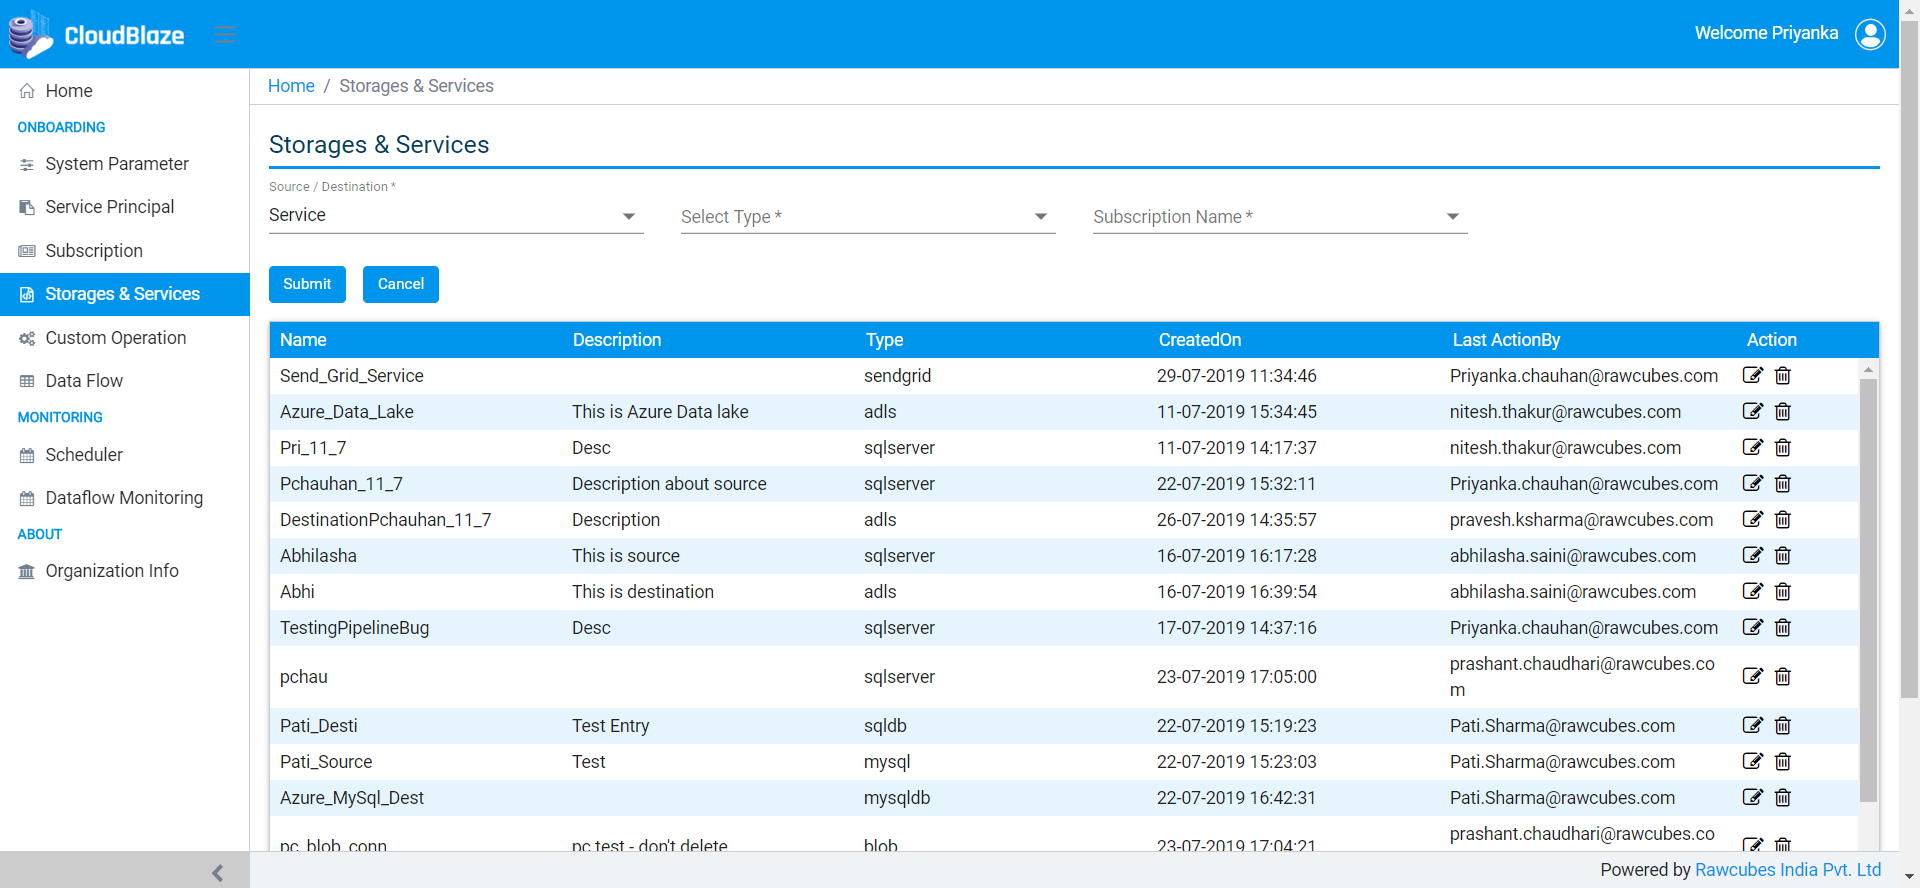 CloudBlaze
Welcome Priyanka
Home
ONBOARDING
System Parameter
Service Principal
Subscription
Storages & Services
Custom Operation
Data Flow
MONITORING
Scheduler
Dataflow Monitoring
ABOUT
Organization Info
Home / Storages & Services
Storages & Services
Source / Destination *
Service
Select Type *
Subscription Name *
Submit Cancel
Name Description Type CreatedOn Last ActionBy Action
Send_Grid_Service sendgrid 29-07-2019 11:34:46 Priyanka.chauhan@rawcubes.com
Azure_Data_Lake This is Azure Data lake adls 11-07-2019 15:34:45 nitesh.thakur@rawcubes.com
Pri_11_7 Desc sqlserver 11-07-2019 14:17:37 nitesh.thakur@rawcubes.com
Pchauhan_11_7 Description about source sqlserver 22-07-2019 15:32:11 Priyanka.chauhan@rawcubes.com
DestinationPchauhan_11_7 Description adls 26-07-2019 14:35:57 pravesh.ksharma@rawcubes.com
Abhilasha This is source sqlserver 16-07-2019 16:17:28 abhilasha.saini@rawcubes.com
Abhi This is destination adls 16-07-2019 16:39:54 abhilasha.saini@rawcubes.com
TestingPipelineBug Desc sqlserver 17-07-2019 14:37:16 Priyanka.chauhan@rawcubes.com
pchau sqlserver 23-07-2019 17:05:00 prashant.chaudhari@rawcubes.co
m
Pati_Desti Test Entry sqldb 22-07-2019 15:19:23 Pati.Sharma@rawcubes.com
Pati_Source Test mysql 22-07-2019 15:23:03 Pati.Sharma@rawcubes.com
Azure_MySql_Dest mysqldb 22-07-2019 16:42:31 Pati.Sharma@rawcubes.com
pc_blob_conn pc test - don't delete blob 23-07-2019 17:04:21 prashant.chaudhari@rawcubes.co
Powered by Rawcubes India Pvt. Ltd